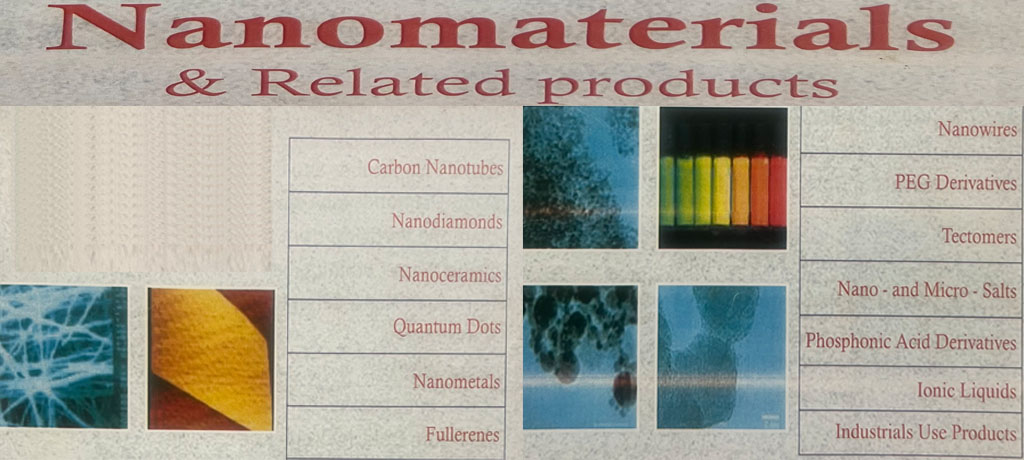 Nanomaterials
& Related products
Carbon Nanotubes
Nanodiamonds
Nanoceramics
Quantum Dots
Nanometals
Fullerenes
Nanowires
PEG Derivatives
Tectomers
Nano - and Micro - Salts
Phosphonic Acid Derivatives
Ionic Liquids
Industrials Use Products